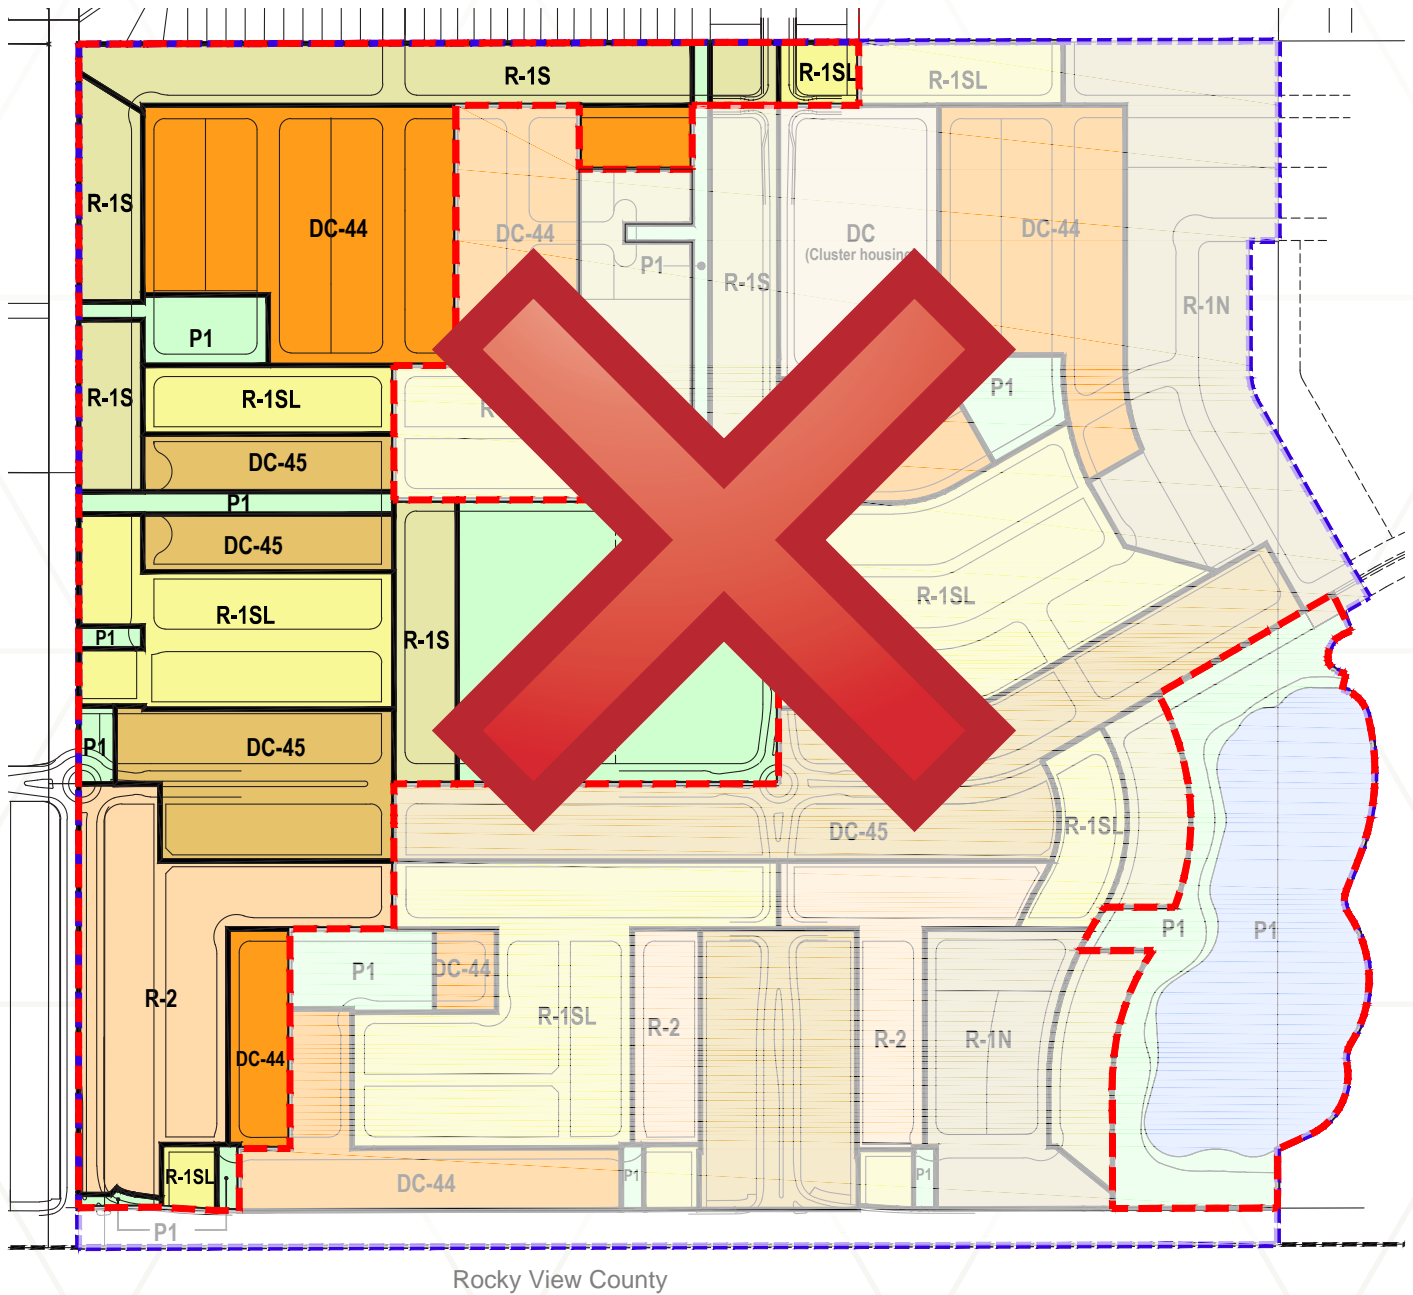 R-1S
R-1SL
R-1SL
R-1S
DC-44
DC-44
DC
(Cluster housing
DC-44
P1
R-1S
R-1N
P1
R-1S
R-1SL
P1
DC-45
P1
DC-45
R-1SL
R-1SL
P1
R-1S
P1
DC-45
DC-45
R-1SL
P1
P1
P1
DC-44
R-2
R-1SL
R-2
R-2
R-1N
DC-44
R-1SL
P1
DC-44
P1
P1
Rocky View County